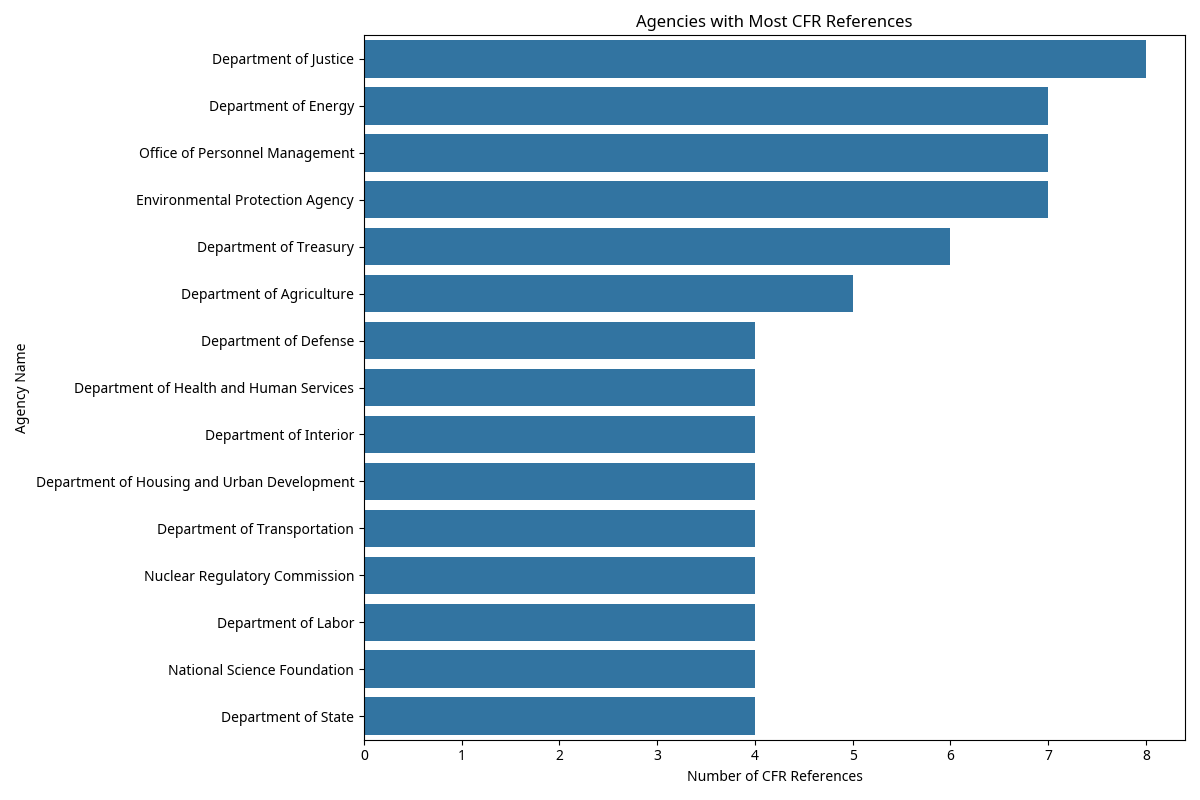 Agencies with Most CFR References
Department of Justice
Department of Energy
Office of Personnel Management
Environmental Protection Agency
Department of Treasury
Department of Agriculture
Department of Defense
Department of Health and Human Services
Department of Interior
Department of Housing and Urban Development
Department of Transportation
Nuclear Regulatory Commission
Department of Labor
National Science Foundation
Department of State
Agency Name
0 1 2 3 4 5 6 7 8
Number of CFR References